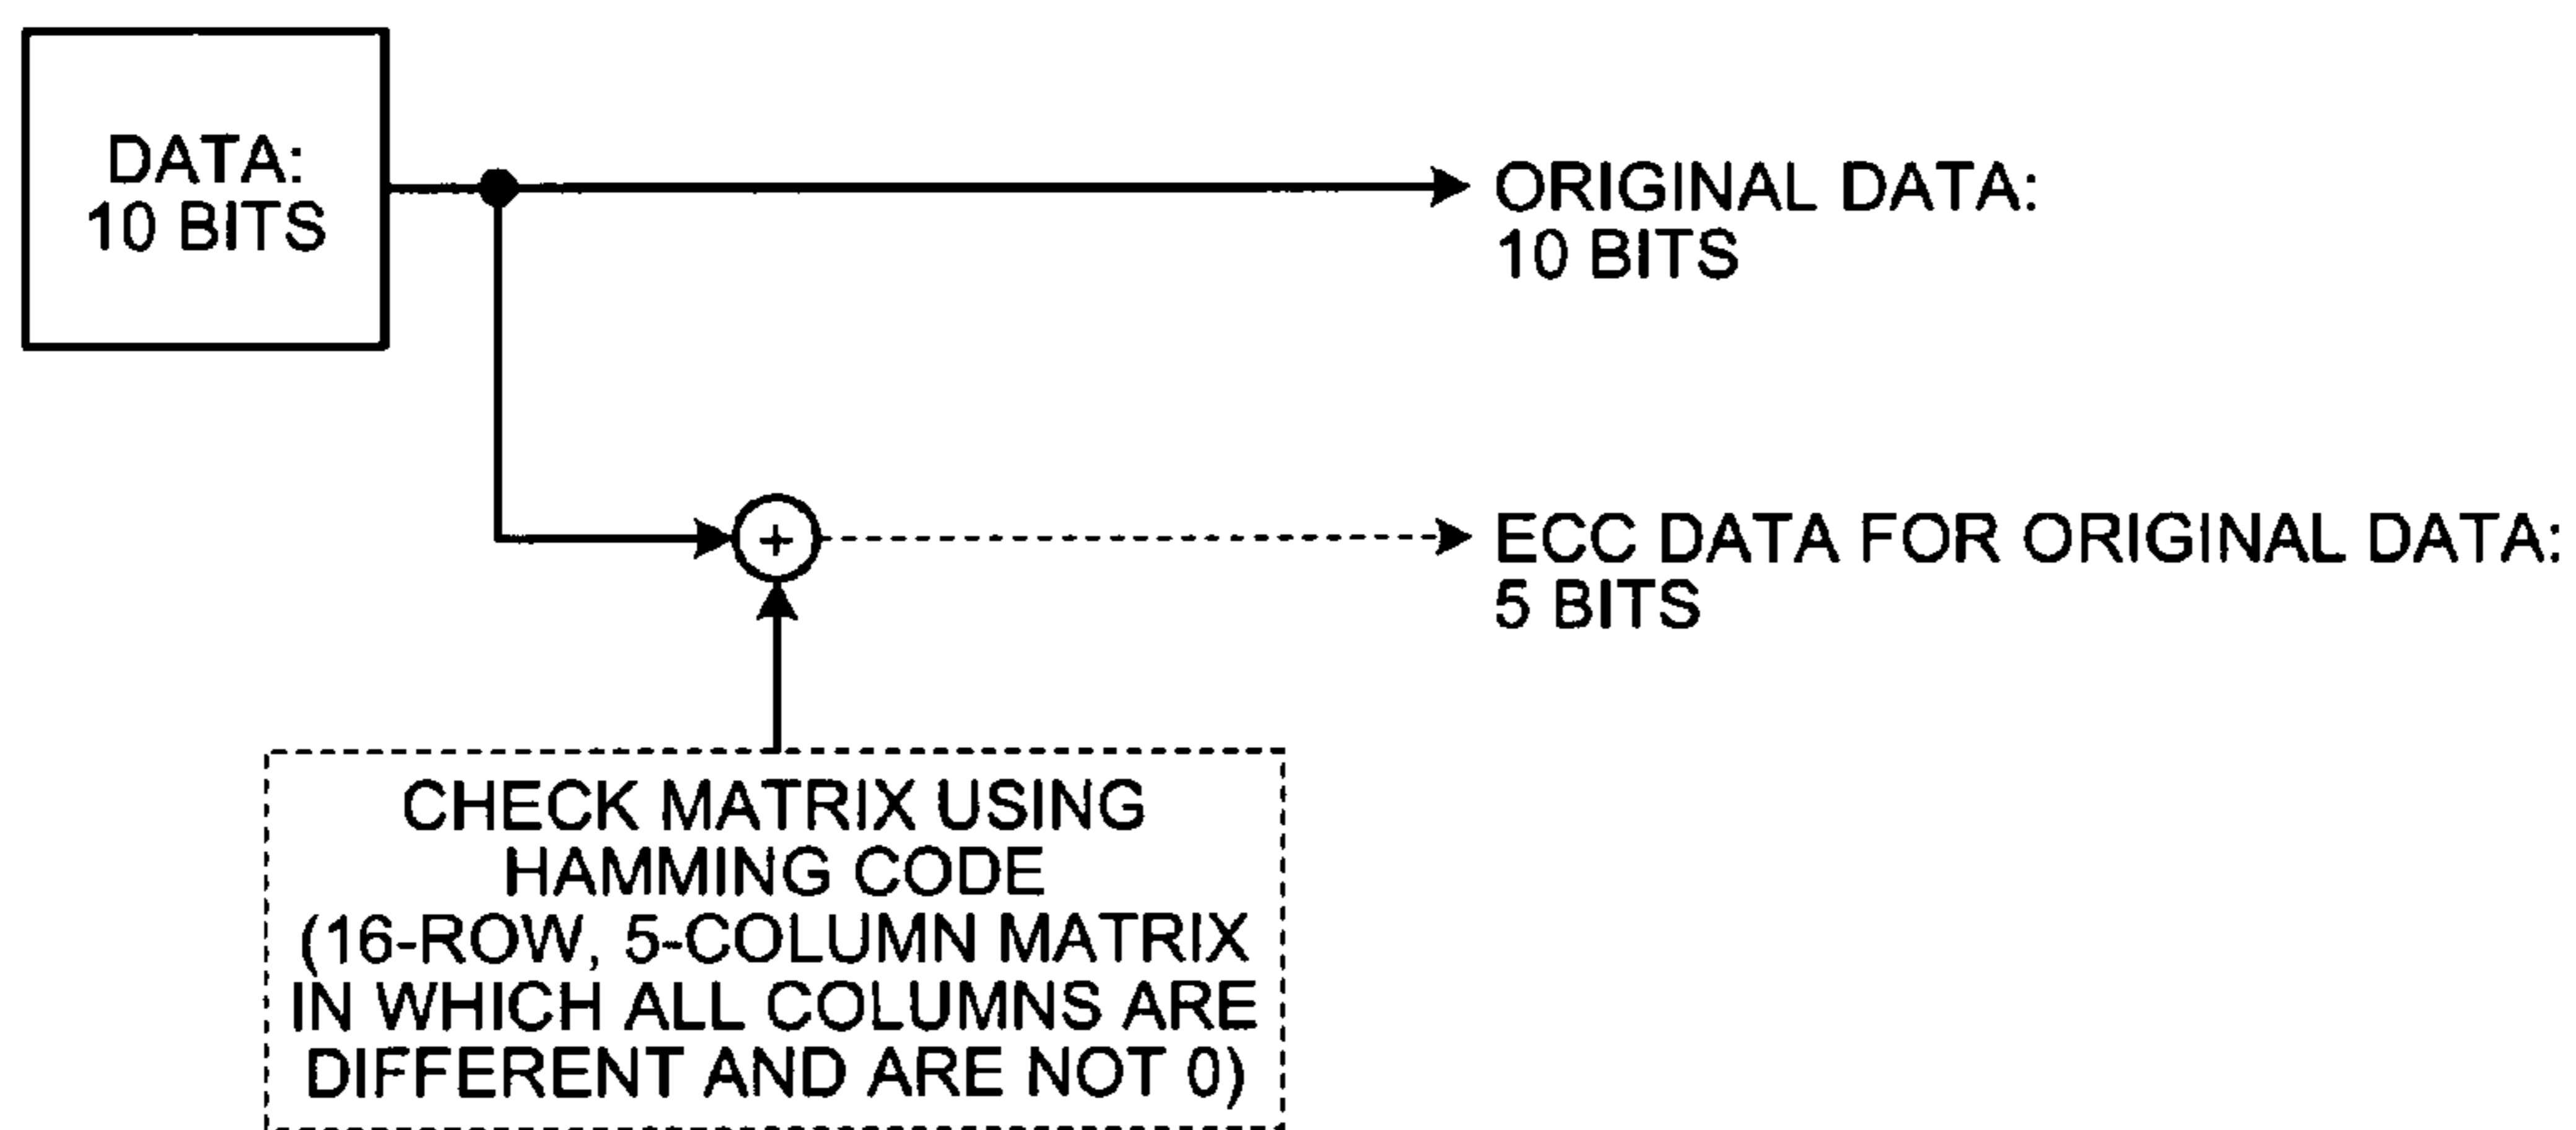 DATA:
10 BITS
ORIGINAL DATA:
10 BITS
+
ECC DATA FOR ORIGINAL DATA:
5 BITS
CHECK MATRIX USING
HAMMING CODE
(16-ROW, 5-COLUMN MATRIX
IN WHICH ALL COLUMNS ARE
DIFFERENT AND ARE NOT 0)